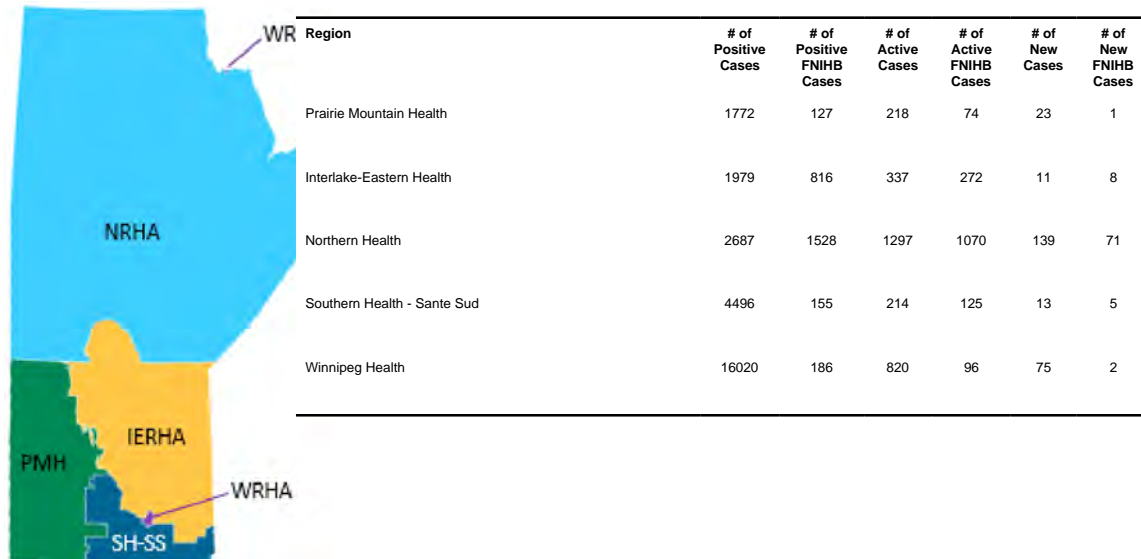 WR
NRHA
IERHA
PMH
WRHA
SH-SS
Region # of Positive Cases # of Positive FNIHB Cases # of Active Cases # of Active FNIHB Cases # of New Cases # of New FNIHB Cases
Prairie Mountain Health 1772 127 218 74 23 1
Interlake-Eastern Health 1979 816 337 272 11 8
Northern Health 2687 1528 1297 1070 139 71
Southern Health - Sante Sud 4496 155 214 125 13 5
Winnipeg Health 16020 186 820 96 75 2